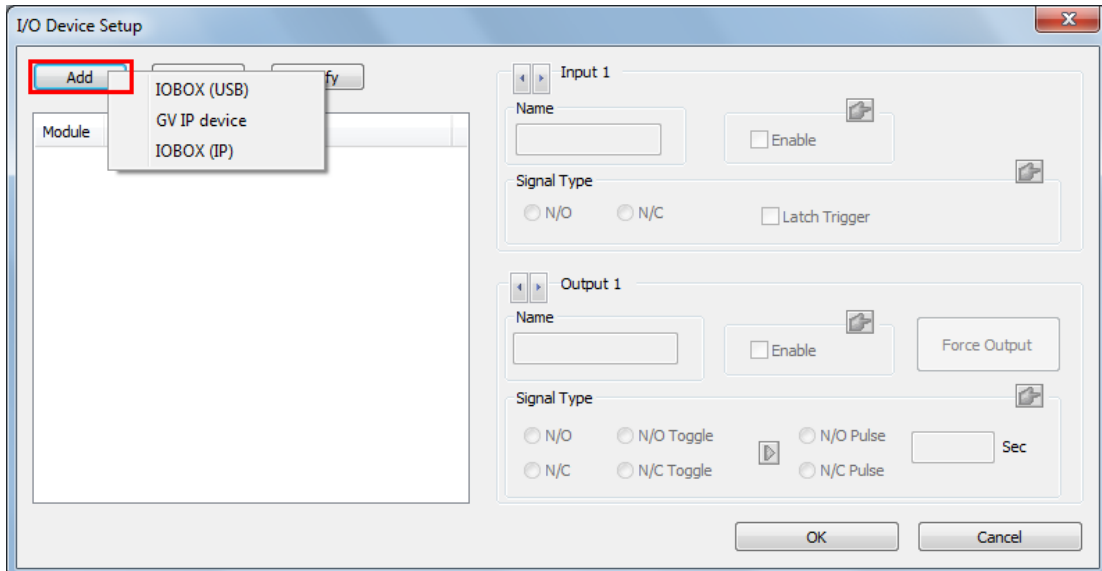 I/O Device Setup
Add
fy
IOBOX (USB)
GV IP device
IOBOX (IP)
Module
Input 1
Name
Enable
Signal Type
N/O
N/C
Latch Trigger
Output 1
Name
Enable
Force Output
Signal Type
N/O
N/O Toggle
N/O Pulse
Sec
N/C
N/C Toggle
N/C Pulse
OK
Cancel